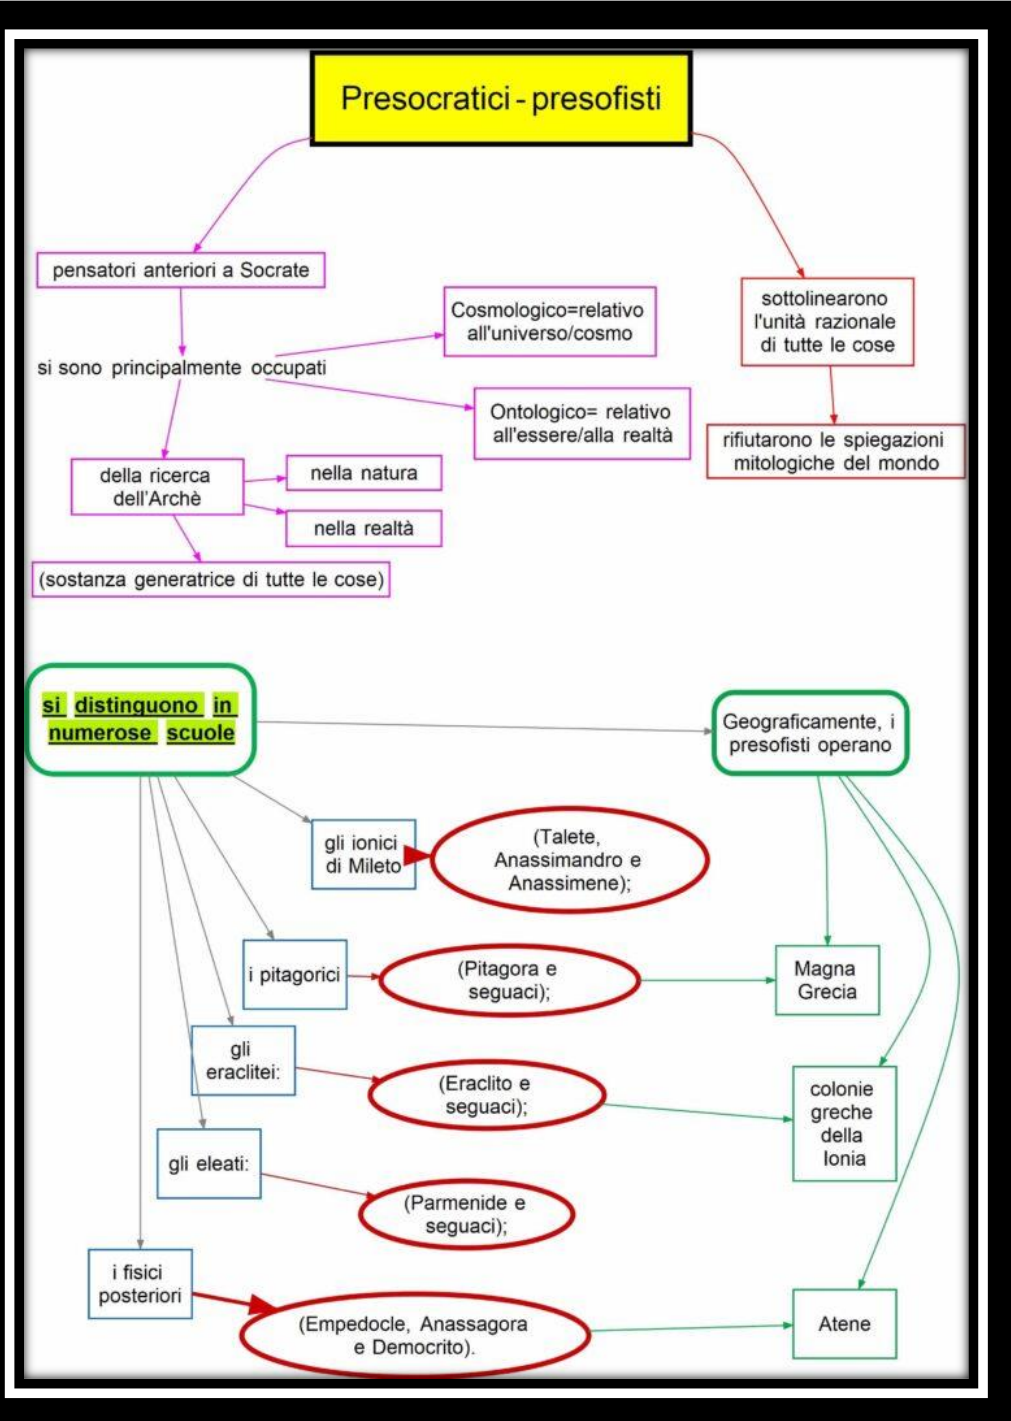 Presocratici - presofisti
pensatori anteriori a Socrate
si sono principalmente occupati
Cosmologico=relativo
all'universo/cosmo
Ontologico= relativo
all'essere/alla realtà
della ricerca
dell'Archè
nella natura
nella realtà
(sostanza generatrice di tutte le cose)
sottolinearono
l'unità razionale
di tutte le cose
rifiutarono le spiegazioni
mitologiche del mondo
si distinguono in
numerose scuole
Geograficamente, i
presofisti operano
gli ionici
di Mileto
(Talete,
Anassimandro e
Anassimene);
i pitagorici
(Pitagora e
seguaci);
Magna
Grecia
gli
eraclitei:
(Eraclito e
seguaci);
colonie
greche
della
Ionia
gli eleati:
(Parmenide e
seguaci);
i fisici
posteriori
(Empedocle, Anassagora
e Democrito).
Atene